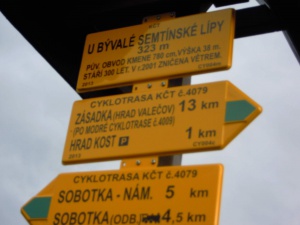 KČT
U BÝVALÉ SEMTÍNSKÉ LÍPY
323 m
PŮV. OBVOD KMENE 780 cm, VÝŠKA 38 m.
STÁŘÍ 300 LET. V r.2001 ZNIČENA VĚTREM.
CYKLOTRASA KČT č.4079
ZÁSADKA (HRAD VALEČOV) 13 km
(PO MODRÉ CYKLOTRASE č.4009)
HRAD KOST P 1 km
CYKLOTRASA KČT č.4079
SOBOTKA - NÁM. 5 km
SOBOTKA (ODB. 4,5 km